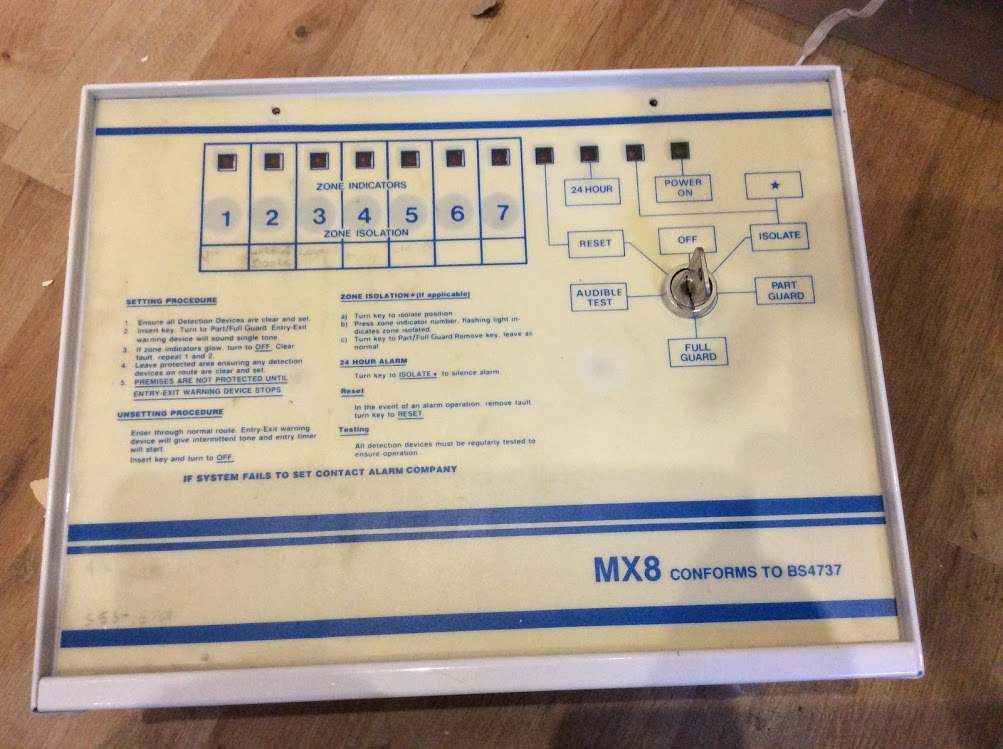 ZONE INDICATORS
1 2 3 4 5 6 7
ZONE ISOLATION
24 HOUR
POWER
ON
★
RESET
OFF
ISOLATE
AUDIBLE
TEST
PART
GUARD
FULL
GUARD
SETTING PROCEDURE
1. Ensure all Detection Devices are clear and set.
2. Insert key. Turn to Part/Full Guard Entry-Exit
warning device will sound single tone.
3. If zone indicators glow, turn to OFF. Clear
fault, repeat 1 and 2.
4. Leave protected area ensuring any detection
devices on route are clear and set.
5. PREMISES ARE NOT PROTECTED UNTIL
ENTRY-EXIT WARNING DEVICE STOPS.
UNSETTING PROCEDURE
Enter through normal route. Entry-Exit warning
device will give intermittent tone and entry timer
will start.
Insert key and turn to OFF.
ZONE ISOLATION ★ (If applicable)
a) Turn key to isolate position.
b) Press zone indicator number, flashing light in-
dicates zone isolated.
c) Turn key to Part/Full Guard Remove key, leave as
normal
24 HOUR ALARM
Turn key to ISOLATE ★ to silence alarm.
Reset
In the event of an alarm operation, remove fault,
turn key to RESET
Testing
All detection devices must be regularly tested to
ensure operation.
IF SYSTEM FAILS TO SET CONTACT ALARM COMPANY
MX8 CONFORMS TO BS4737